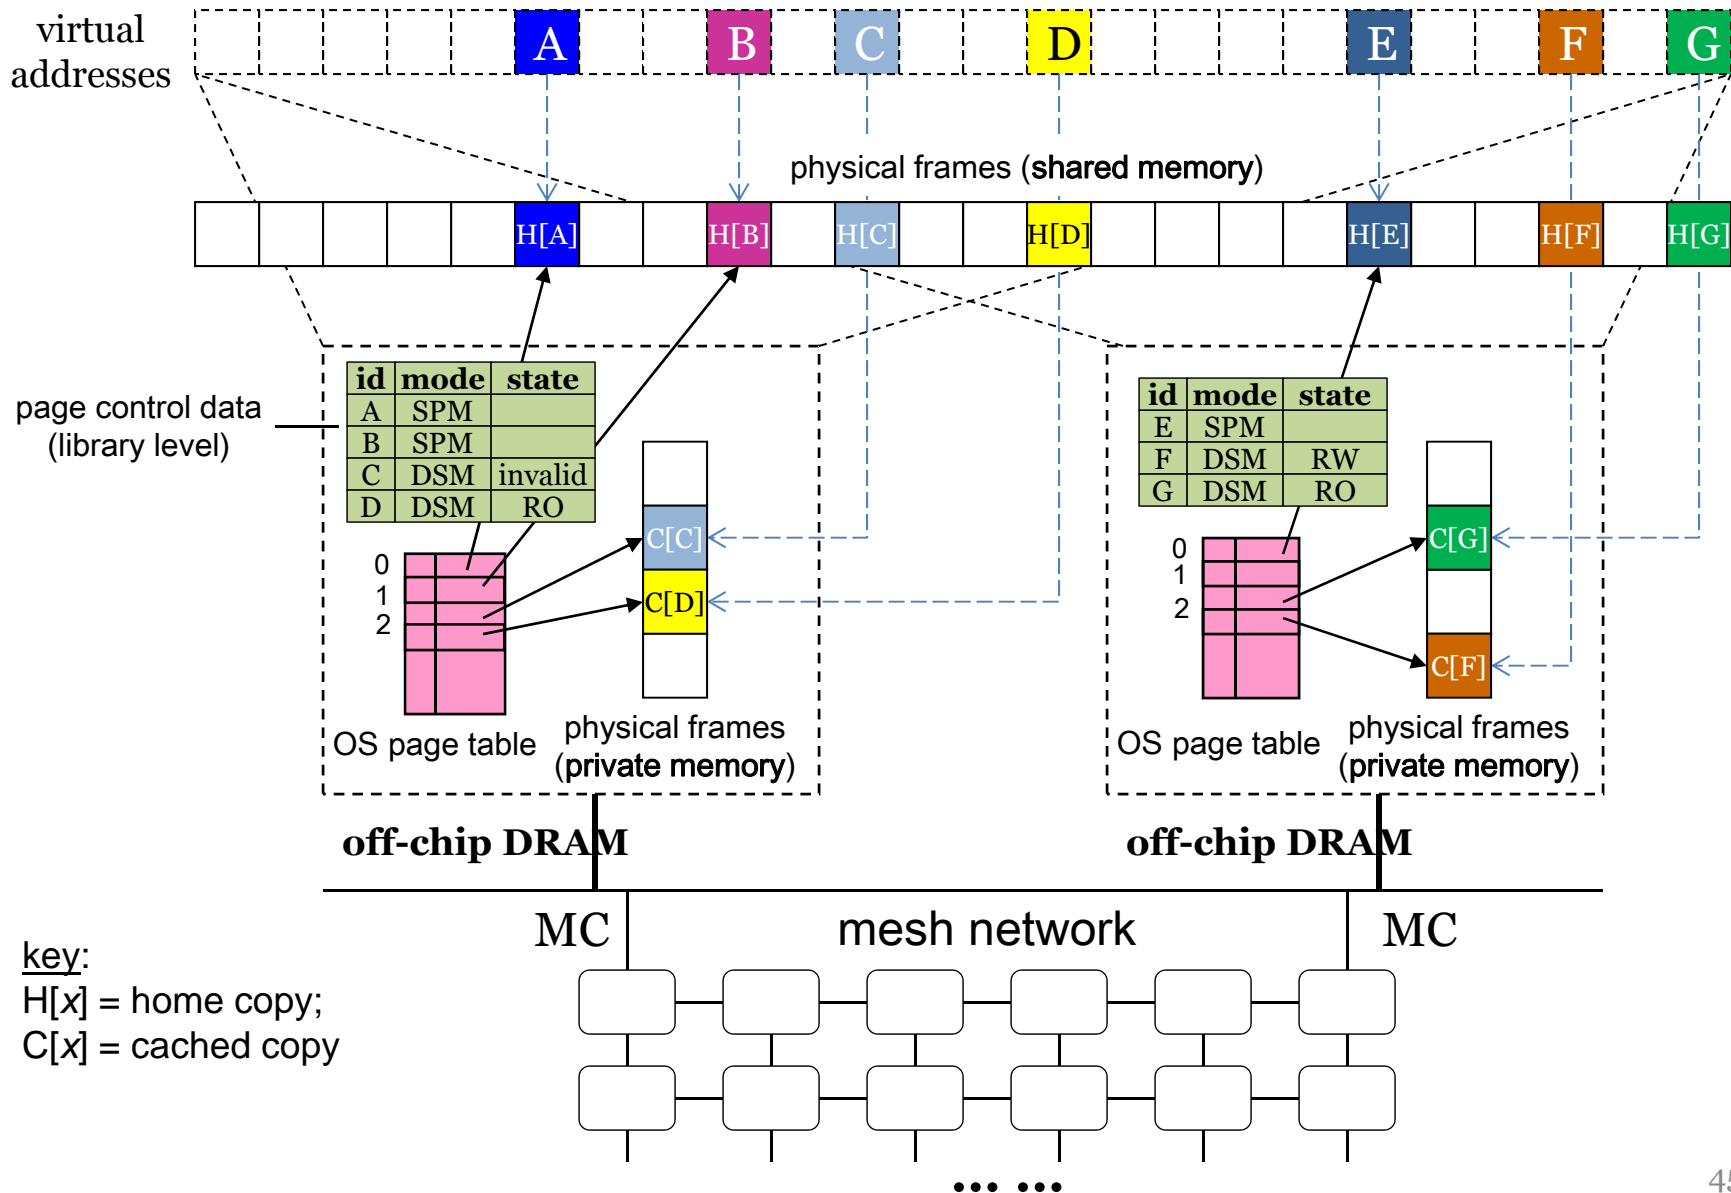 virtual
addresses
A B C D E F G
physical frames (shared memory)
H[A] H[B] H[C] H[D] H[E] H[F] H[G]
page control data
(library level)
id mode state
A SPM
B SPM
C DSM invalid
D DSM RO
id mode state
E SPM
F DSM RW
G DSM RO
0
1
2
OS page table
C[C]
C[D]
physical frames
(private memory)
0
1
2
OS page table
C[G]
C[F]
physical frames
(private memory)
off-chip DRAM
off-chip DRAM
MC mesh network MC
key:
H[x] = home copy;
C[x] = cached copy
... ...
45